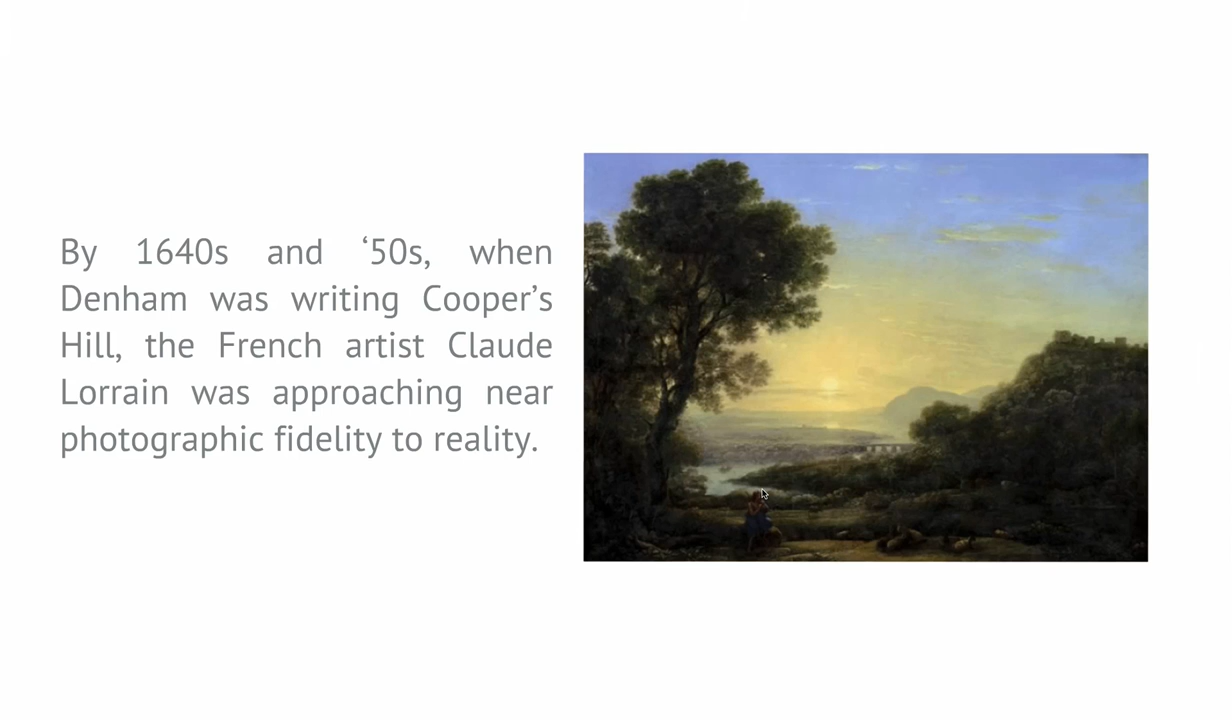 By 1640s and ‘50s, when
Denham was writing Cooper’s
Hill, the French artist Claude
Lorrain was approaching near
photographic fidelity to reality.